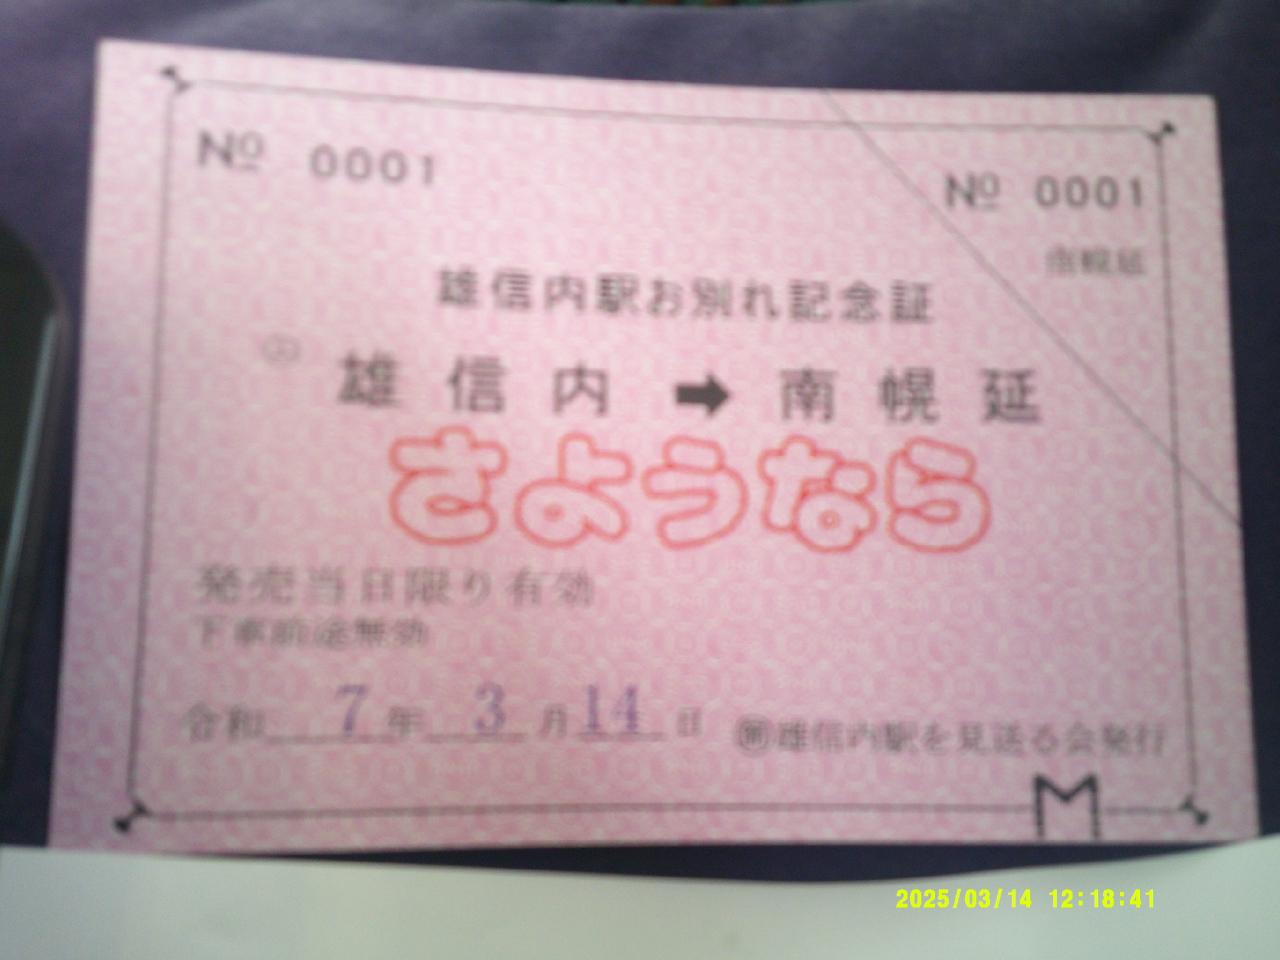 № 0001
№ 0001
南幌延
雄信内駅お別れ記念証
雄信内➡南幌延
さようなら
発売当日限り有効
下車前途無効
令和 7 年 3 月 14 日
雄信内駅を見送る会発行
2025/03/14 12:18:41